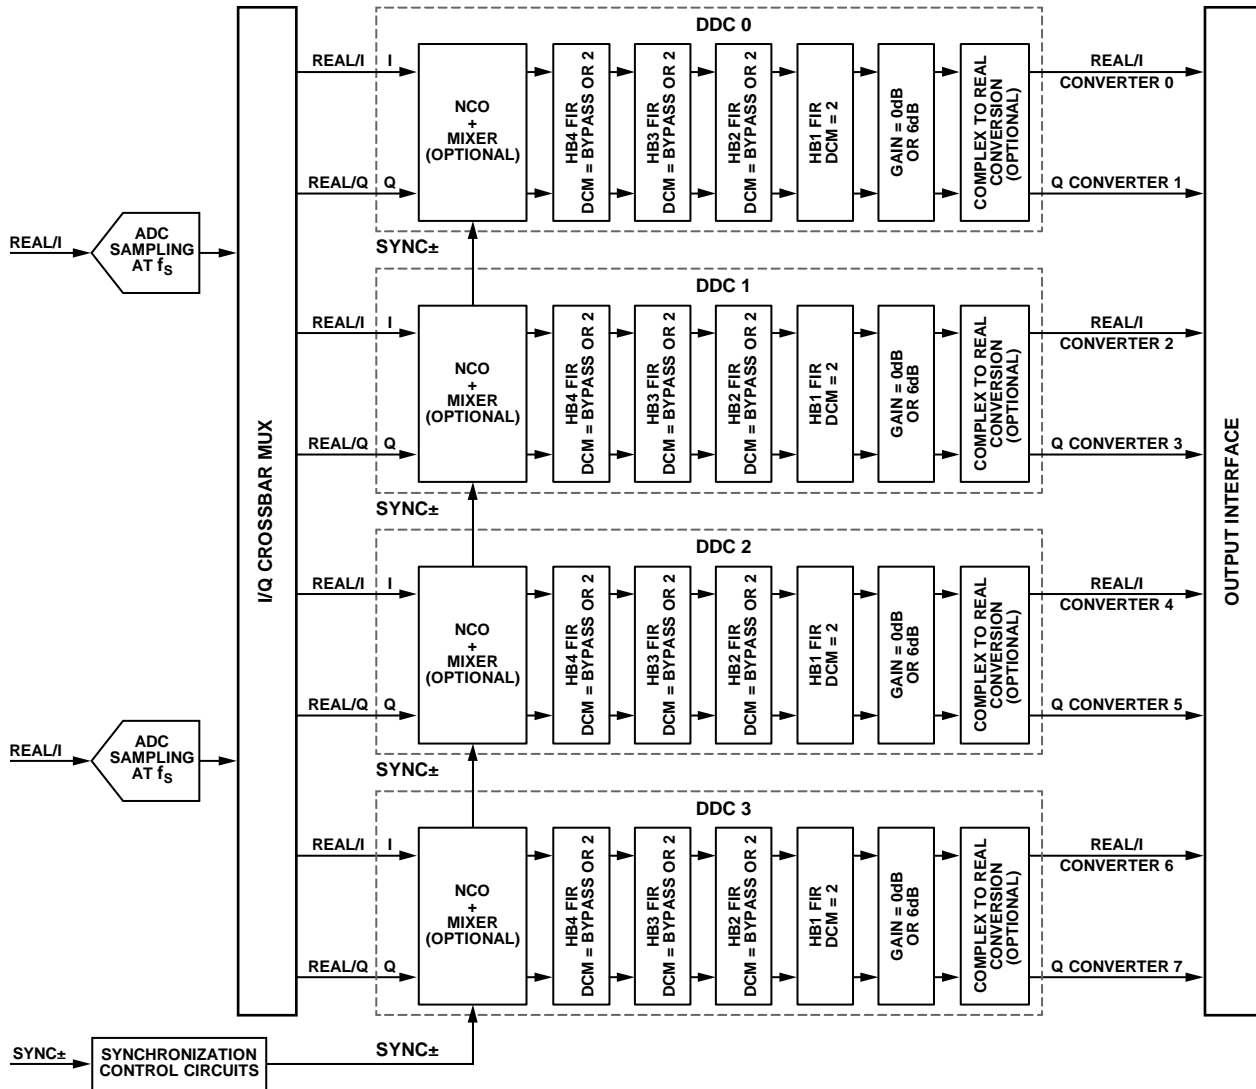 I/Q CROSSBAR MUX
OUTPUT INTERFACE
REAL/I
ADC
SAMPLING
AT fS
REAL/I
ADC
SAMPLING
AT fS
SYNC±
SYNCHRONIZATION
CONTROL CIRCUITS
SYNC±
DDC 0
REAL/I I
REAL/Q Q
NCO
+
MIXER
(OPTIONAL)
HB4 FIR
DCM = BYPASS OR 2
HB3 FIR
DCM = BYPASS OR 2
HB2 FIR
DCM = BYPASS OR 2
HB1 FIR
DCM = 2
GAIN = 0dB
OR 6dB
COMPLEX TO REAL
CONVERSION
(OPTIONAL)
REAL/I
CONVERTER 0
Q CONVERTER 1
SYNC±
DDC 1
REAL/I I
REAL/Q Q
NCO
+
MIXER
(OPTIONAL)
HB4 FIR
DCM = BYPASS OR 2
HB3 FIR
DCM = BYPASS OR 2
HB2 FIR
DCM = BYPASS OR 2
HB1 FIR
DCM = 2
GAIN = 0dB
OR 6dB
COMPLEX TO REAL
CONVERSION
(OPTIONAL)
REAL/I
CONVERTER 2
Q CONVERTER 3
SYNC±
DDC 2
REAL/I I
REAL/Q Q
NCO
+
MIXER
(OPTIONAL)
HB4 FIR
DCM = BYPASS OR 2
HB3 FIR
DCM = BYPASS OR 2
HB2 FIR
DCM = BYPASS OR 2
HB1 FIR
DCM = 2
GAIN = 0dB
OR 6dB
COMPLEX TO REAL
CONVERSION
(OPTIONAL)
REAL/I
CONVERTER 4
Q CONVERTER 5
SYNC±
DDC 3
REAL/I I
REAL/Q Q
NCO
+
MIXER
(OPTIONAL)
HB4 FIR
DCM = BYPASS OR 2
HB3 FIR
DCM = BYPASS OR 2
HB2 FIR
DCM = BYPASS OR 2
HB1 FIR
DCM = 2
GAIN = 0dB
OR 6dB
COMPLEX TO REAL
CONVERSION
(OPTIONAL)
REAL/I
CONVERTER 6
Q CONVERTER 7